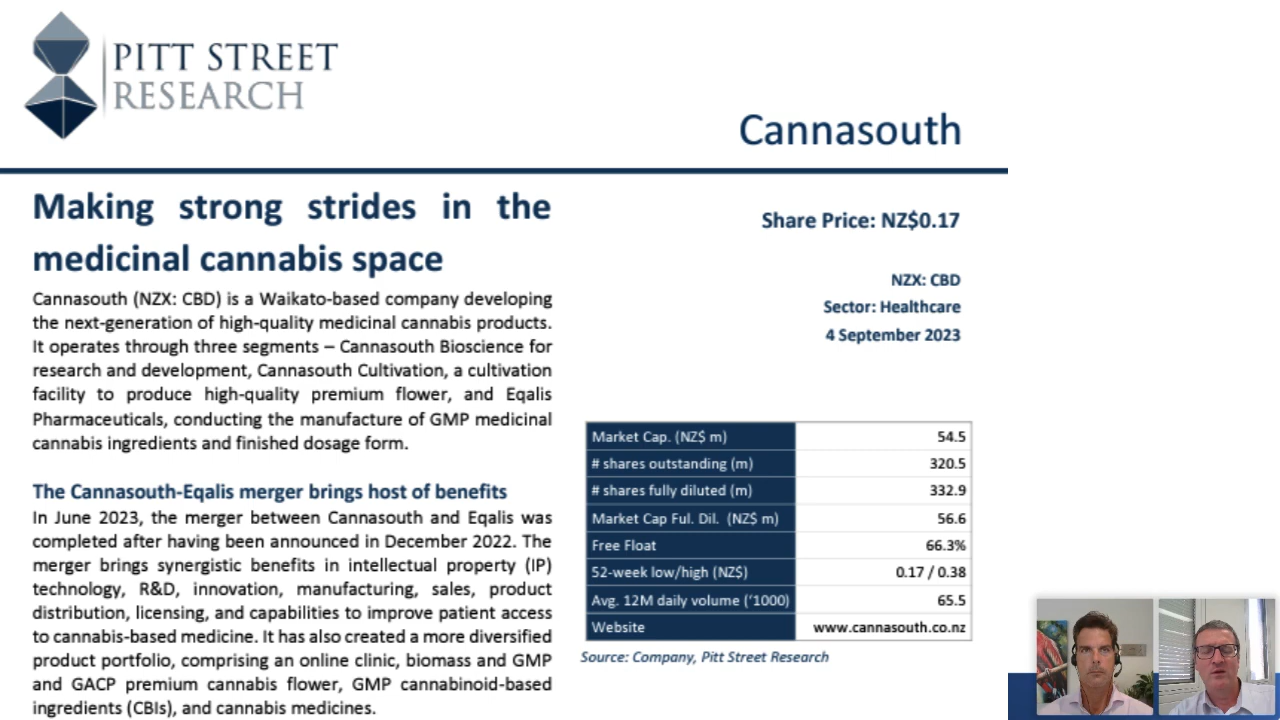 PITT STREET
RESEARCH
Cannasouth
Making strong strides in the
medicinal cannabis space
Cannasouth (NZX: CBD) is a Waikato-based company developing
the next-generation of high-quality medicinal cannabis products.
It operates through three segments – Cannasouth Bioscience for
research and development, Cannasouth Cultivation, a cultivation
facility to produce high-quality premium flower, and Eqalis
Pharmaceuticals, conducting the manufacture of GMP medicinal
cannabis ingredients and finished dosage form.
The Cannasouth-Eqalis merger brings host of benefits
In June 2023, the merger between Cannasouth and Eqalis was
completed after having been announced in December 2022. The
merger brings synergistic benefits in intellectual property (IP)
technology, R&D, innovation, manufacturing, sales, product
distribution, licensing, and capabilities to improve patient access
to cannabis-based medicine. It has also created a more diversified
product portfolio, comprising an online clinic, biomass and GMP
and GACP premium cannabis flower, GMP cannabinoid-based
ingredients (CBIs), and cannabis medicines.
Share Price: NZ$0.17
NZX: CBD
Sector: Healthcare
4 September 2023
Market Cap. (NZ$ m) 54.5
# shares outstanding (m) 320.5
# shares fully diluted (m) 332.9
Market Cap Ful. Dil. (NZ$ m) 56.6
Free Float 66.3%
52-week low/high (NZ$) 0.17 / 0.38
Avg. 12M daily volume ('1000) 65.5
Website www.cannasouth.co.nz
Source: Company, Pitt Street Research